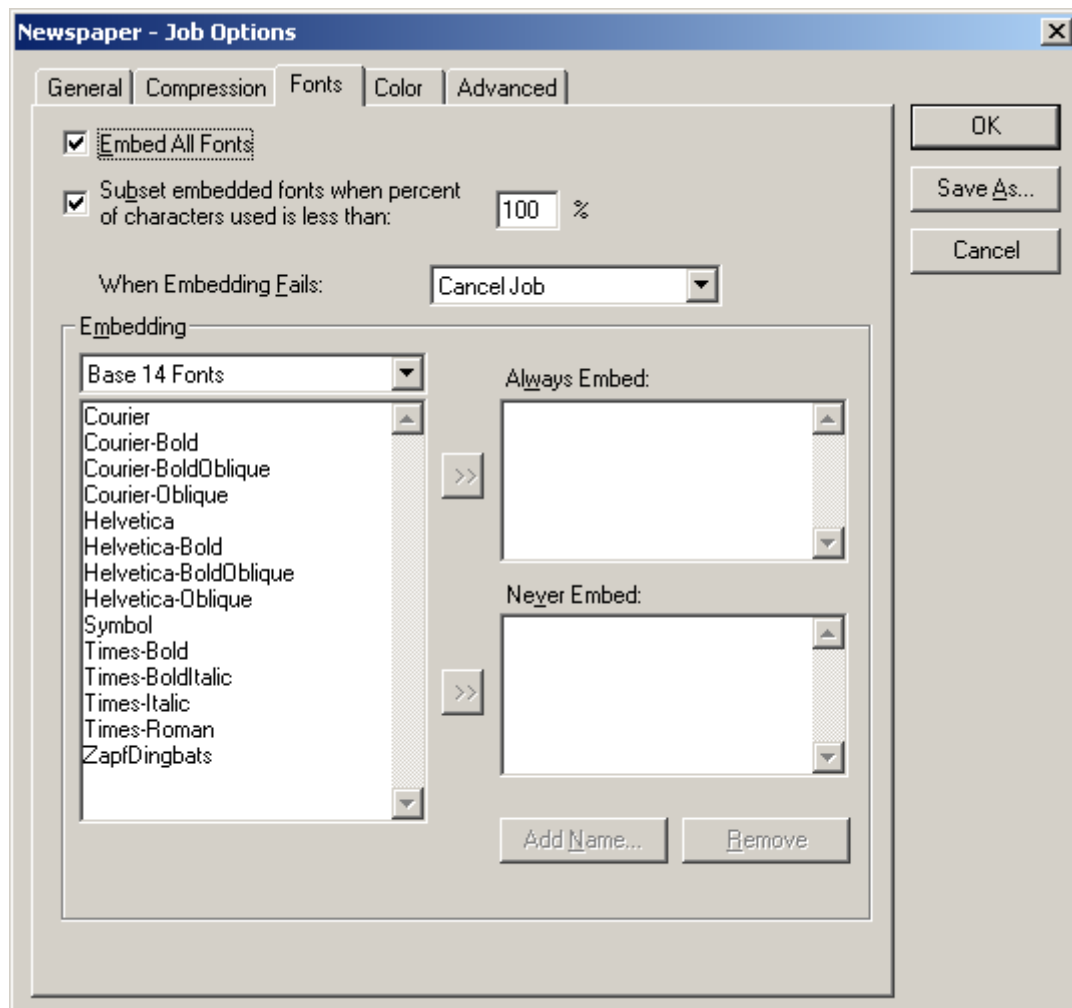 Newspaper - Job Options
General Compression Fonts Color Advanced
Embed All Fonts
OK
Subset embedded fonts when percent
of characters used is less than: 100 %
Save As...
Cancel
When Embedding Fails: Cancel Job
Embedding
Base 14 Fonts
Always Embed:
Courier
Courier-Bold
Courier-BoldOblique
Courier-Oblique
Helvetica
Helvetica-Bold
Helvetica-BoldOblique
Helvetica-Oblique
Symbol
Times-Bold
Times-BoldItalic
Times-Italic
Times-Roman
ZapfDingbats
>>
Never Embed:
>>
Add Name... Remove